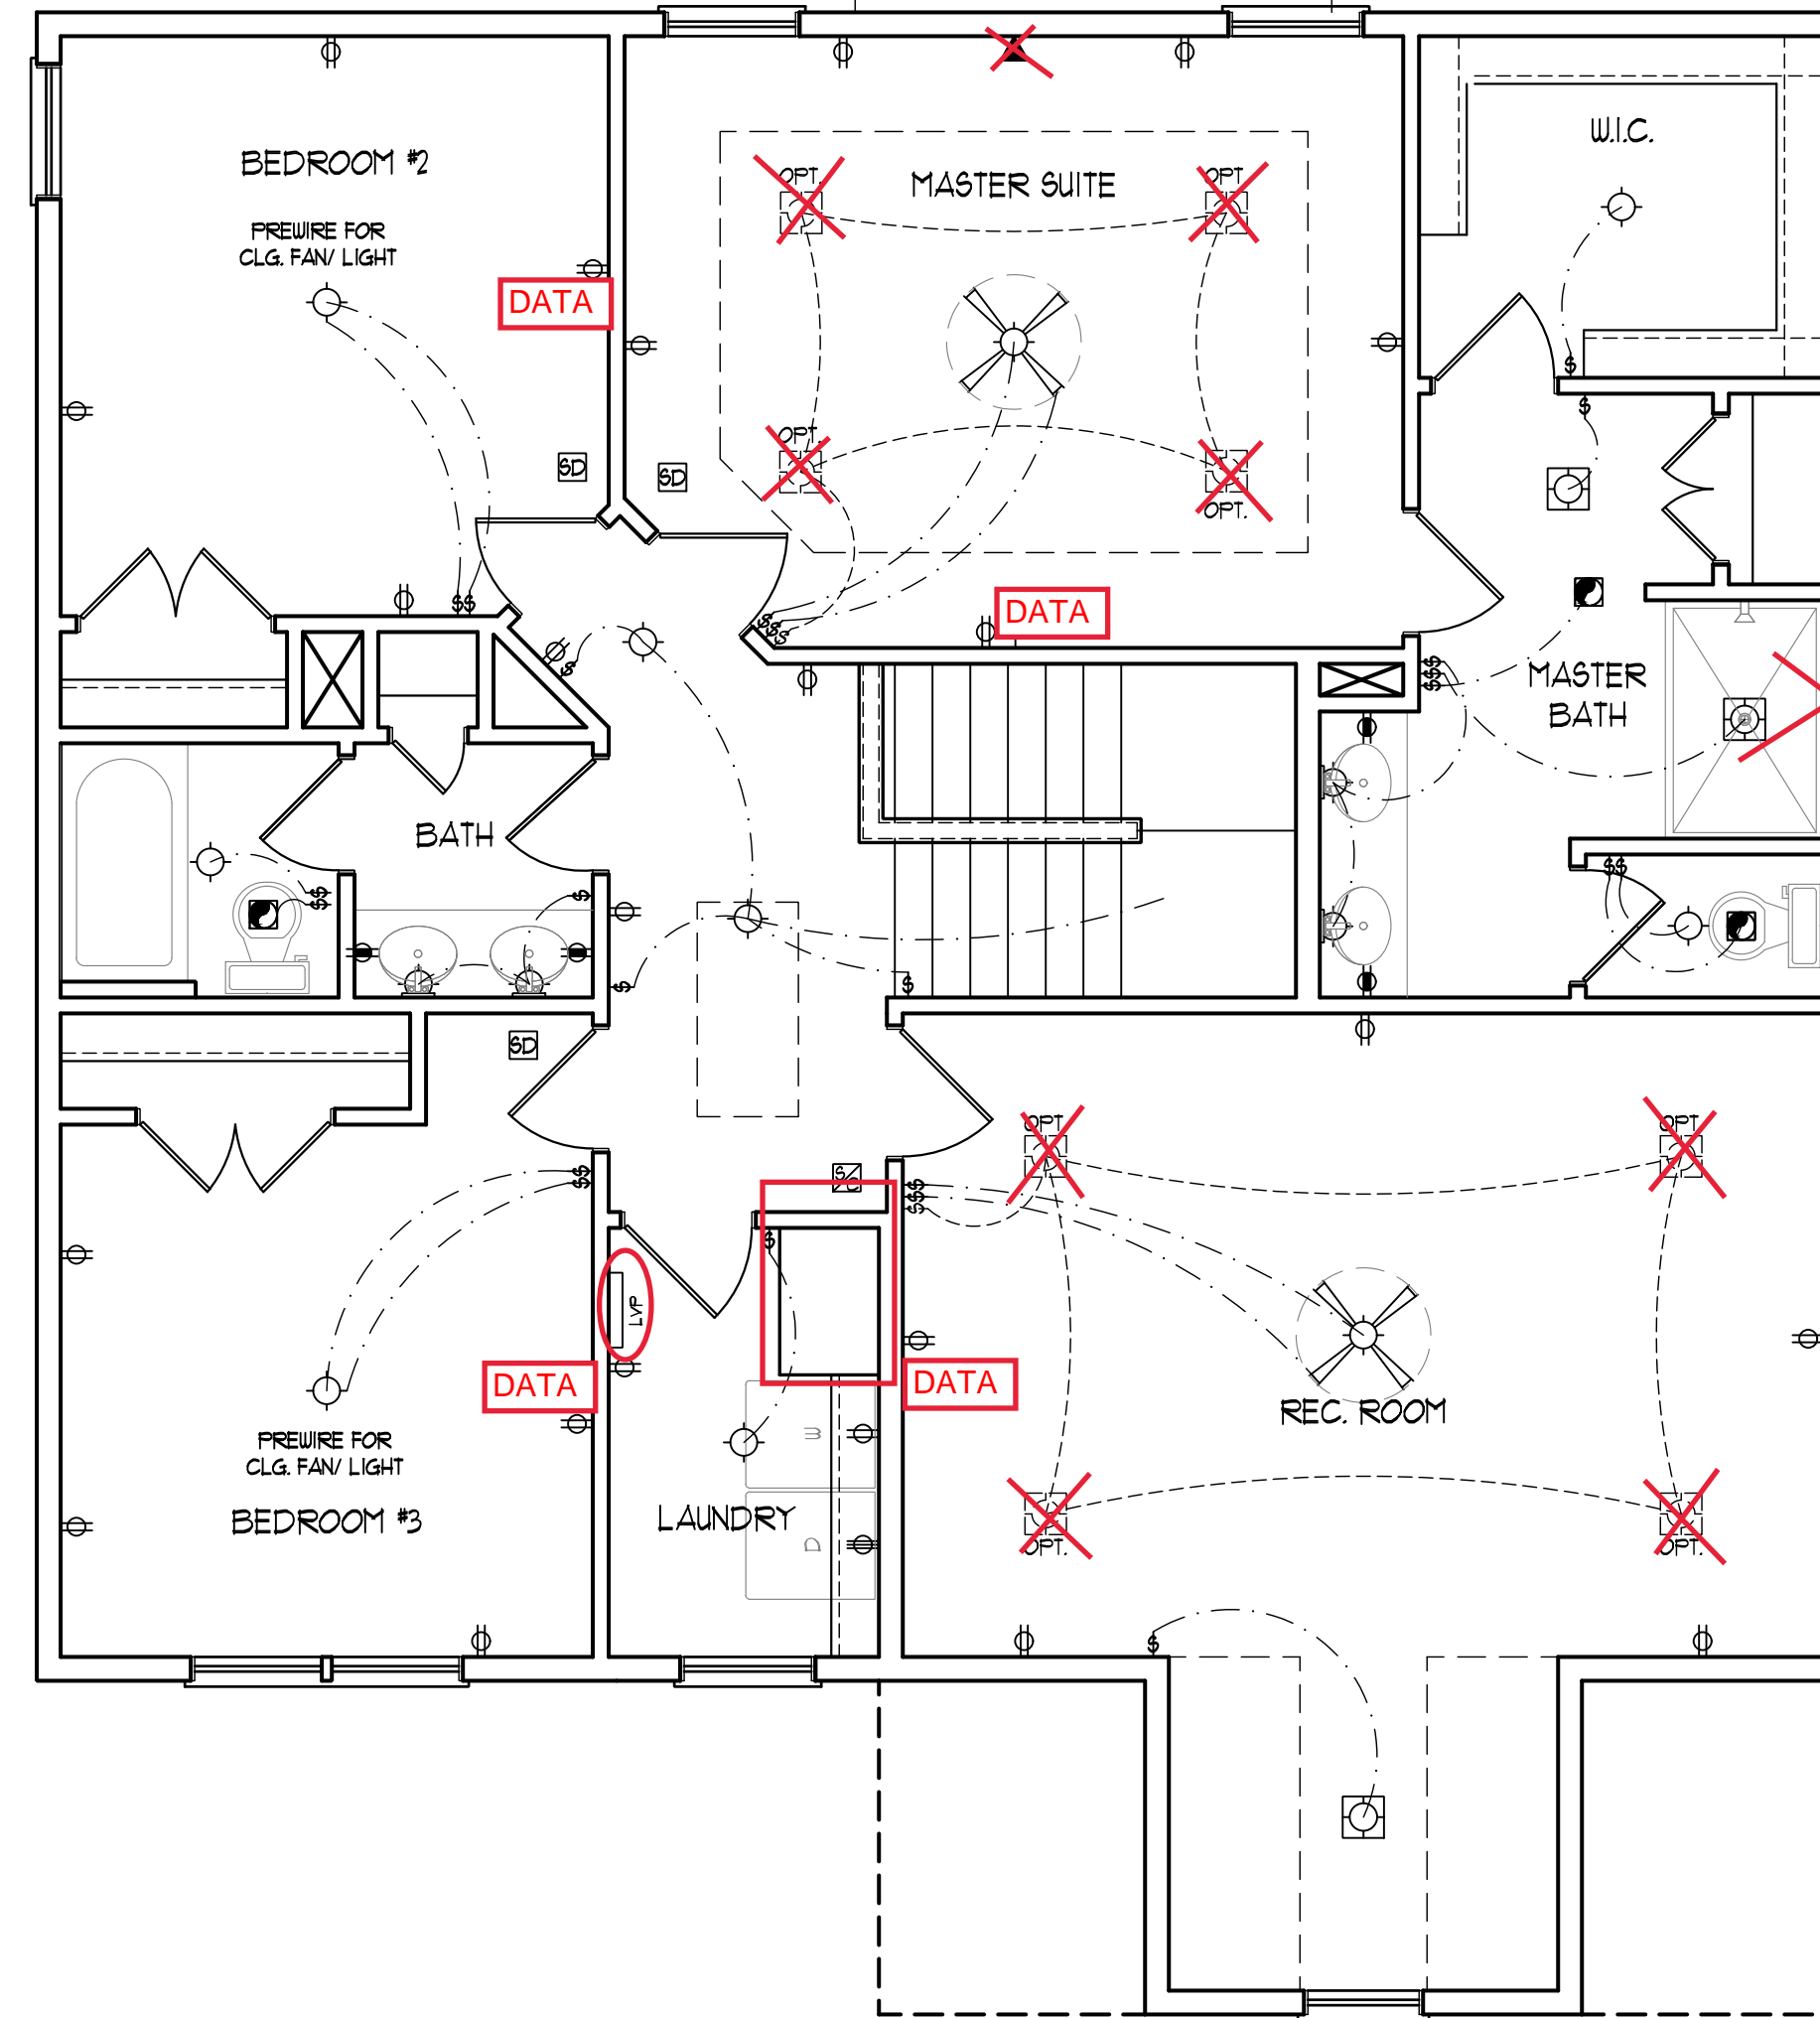 BEDROOM #2
PREWIRE FOR
CLG. FAN/ LIGHT
DATA
SD
OPT.
MASTER SUITE
OPT.
OPT.
OPT.
SD
DATA
$$
$$$
$
W.I.C.
$
$
$$$
MASTER
BATH
BATH
$$
$
$
$
$$
SD
S/C
$$
$$$
$
LVP
DATA
DATA
PREWIRE FOR
CLG. FAN/ LIGHT
BEDROOM #3
W
LAUNDRY
D
OPT.
OPT.
REC. ROOM
OPT.
OPT.
$